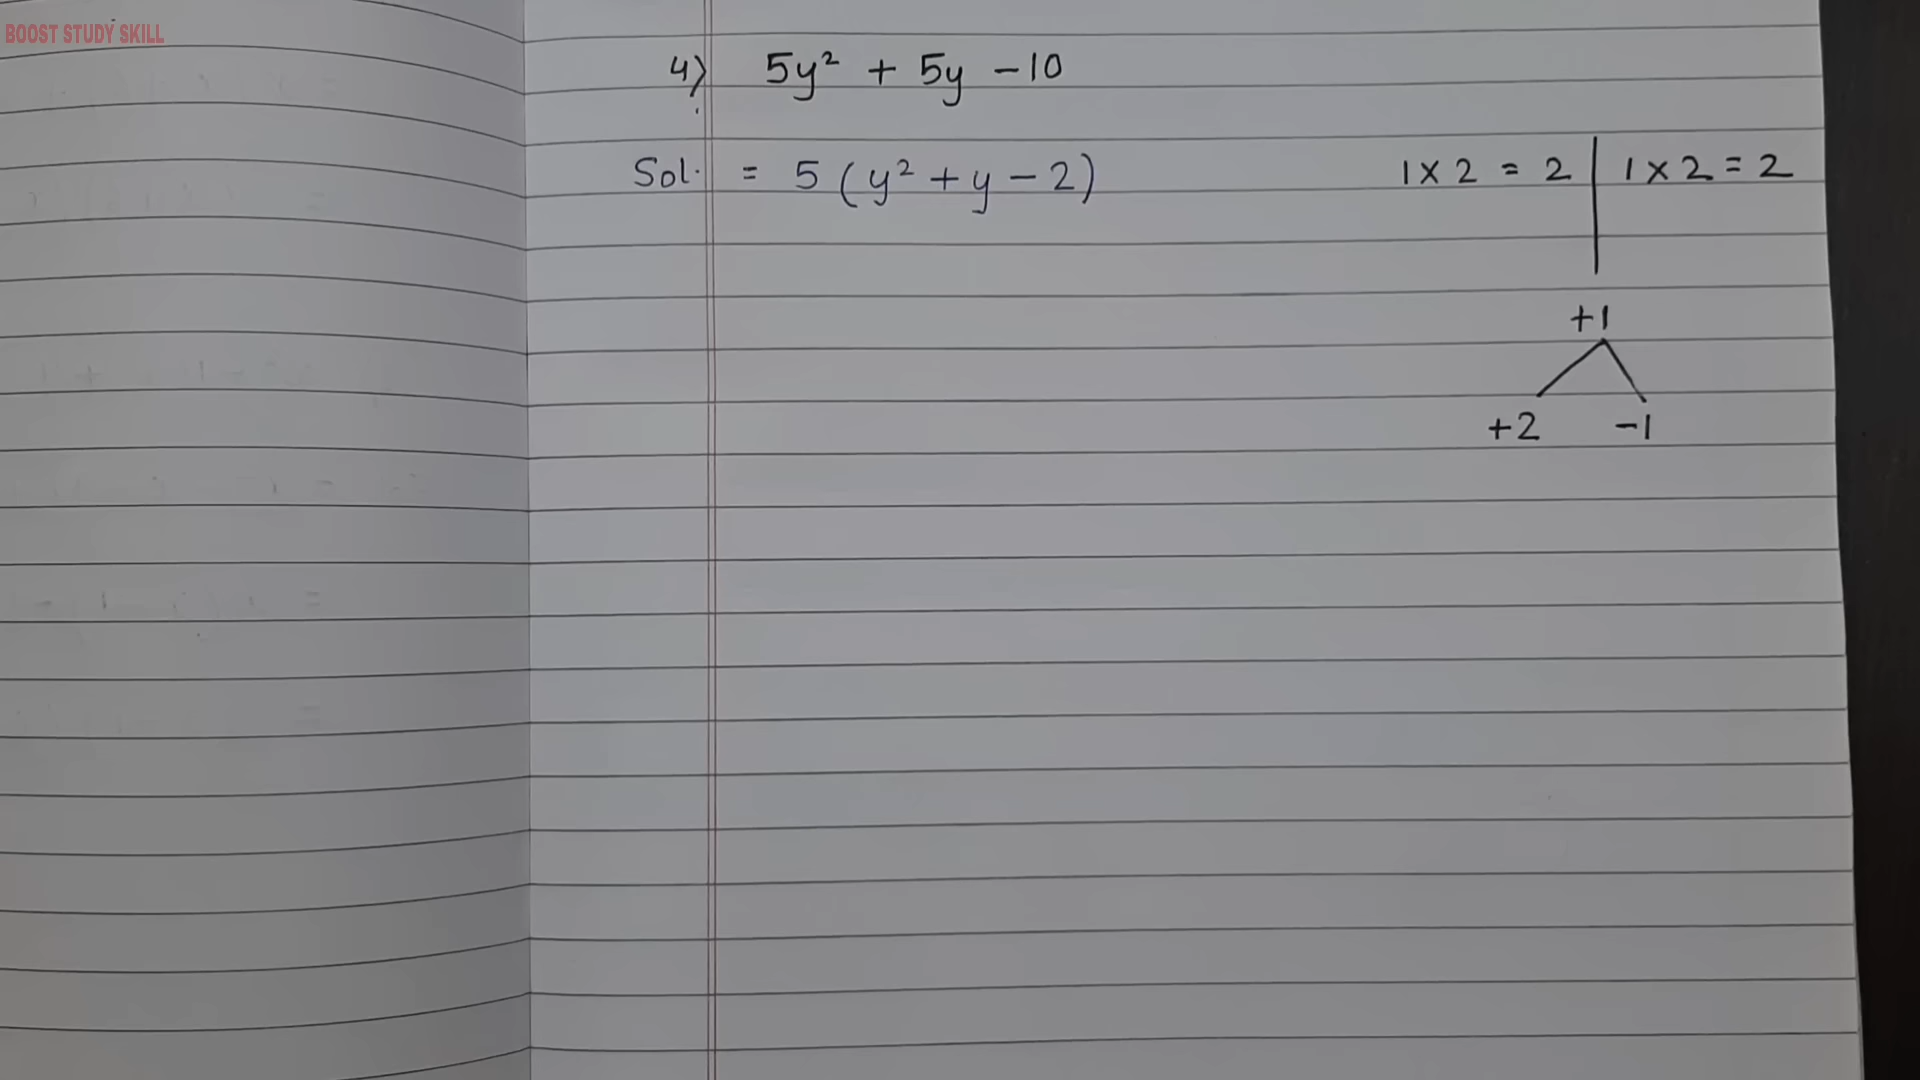 BOOST STUDY SKILL
4) 5y² + 5y - 10
Sol. = 5 (y² + y - 2)
1 x 2 = 2 | 1 x 2 = 2
+1
+2 -1